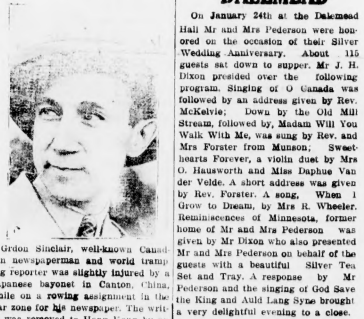 DALEMEAD
On January 24th at the Dalemead
Hall Mr and Mrs Pederson were hon-
ored on the occasion of their Silver
Wedding Anniversary. About 115
guests sat down to supper. Mr J. H.
Dixon presided over the following
program. Singing of O Canada was
followed by an address given by Rev.
McKelvie; Down by the Old Mill
Stream, followed by, Madam Will You
Walk With Me, was sung by Rev. and
Mrs Forster from Munson; Sweet-
hearts Forever, a violin duet by Mrs
O. Hausworth and Miss Daphue Van
der Velde. A short address was given
by Rev. Forster. A song, When I
Grow to Dream, by Mrs R. Wheeler.
Reminiscences of Minnesota, former
home of Mr and Mrs Pederson was
given by Mr Dixon who also presented
Mr and Mrs Pederson on behalf of the
guests with a beautiful Silver Tea
Set and Tray. A response by Mr
Pederson and the singing of God Save
the King and Auld Lang Syne brought
a very delightful evening to a close.
Grdon Sinclair, well-known Canad-
n newspaperman and world tramp
g reporter was slightly injured by a
apanese bayonet in Canton, China,
ile on a rowing assignment in the
ar zone for his newspaper. The writ-